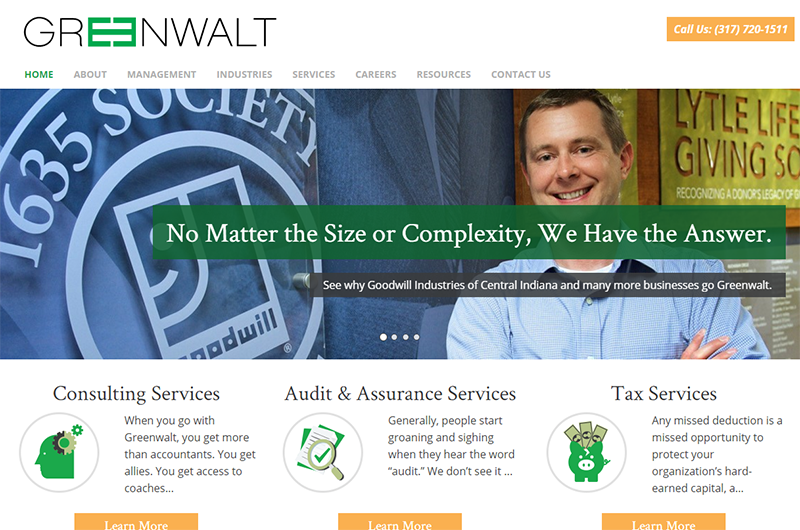 GREENWALT
Call Us: (317) 720-1511
HOME ABOUT MANAGEMENT INDUSTRIES SERVICES CAREERS RESOURCES CONTACT US
1635 SOCIETY
goodwill
®
LYTLE LIFE
GIVING SO
RECOGNIZING A DONOR'S LEGACY OF G
No Matter the Size or Complexity, We Have the Answer.
See why Goodwill Industries of Central Indiana and many more businesses go Greenwalt.
Consulting Services
When you go with
Greenwalt, you get more
than accountants. You get
allies. You get access to
coaches...
Learn More
Audit & Assurance Services
Generally, people start
groaning and sighing
when they hear the word
“audit.” We don’t see it ...
Learn More
Tax Services
Any missed deduction is a
missed opportunity to
protect your
organization’s hard-
earned capital, a...
Learn More